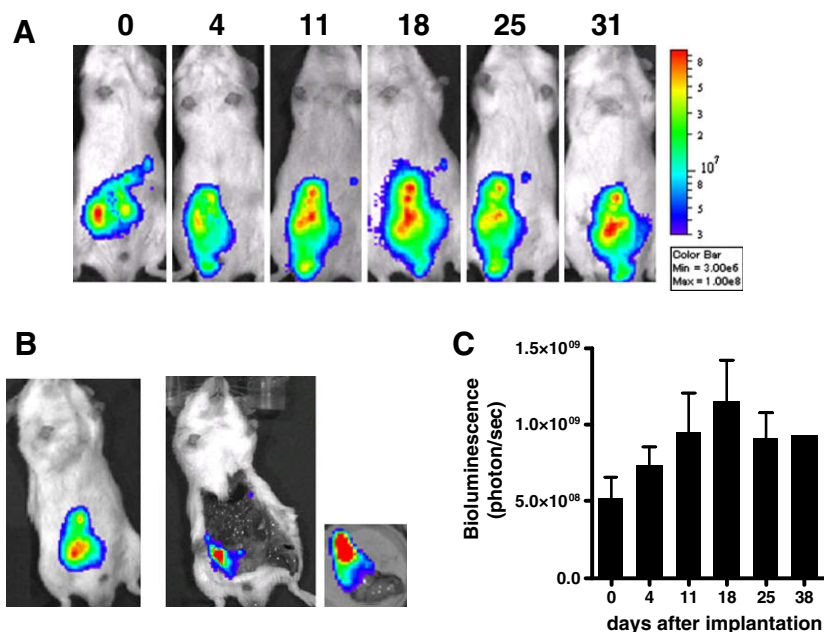 A
0 4 11 18 25 31
8
5
3
2
10⁷
8
5
3
Color Bar
Min = 3.00e6
Max = 1.00e8
B
C
Bioluminescence
(photon/sec)
1.5×10⁰⁹
1.0×10⁰⁹
5.0×10⁰⁸
0.0
0 4 11 18 25 38
days after implantation